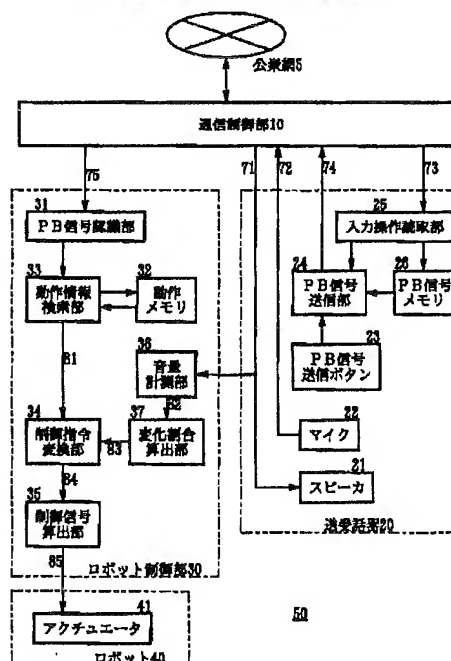 公衆網5
通信制御部10
75
71
72
74
73
31
PB信号認識部
33
動作情報
検索部
32
動作
メモリ
81
36
音量
計測部
82
34
制御指令
変換部
83
37
変化割合
算出部
84
35
制御信号
算出部
85
ロボット制御部30
41
アクチュエータ
ロボット40
25
入力操作読取部
24
PB信号
送信部
26
PB信号
メモリ
23
PB信号
送信ボタン
22
マイク
21
スピーカ
送受話器20
50